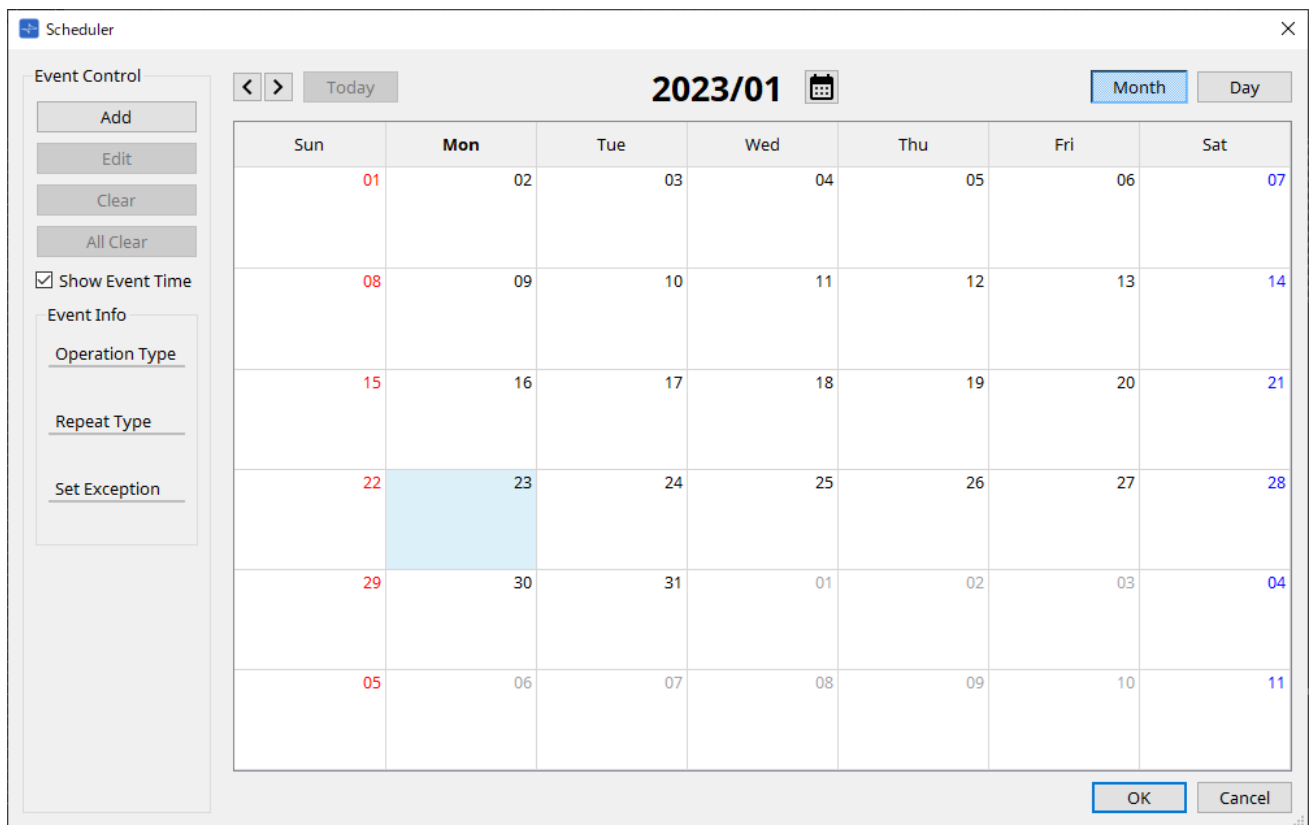 Scheduler
Event Control
Add
Edit
Clear
All Clear
Show Event Time
Event Info
Operation Type
Repeat Type
Set Exception
Today 2023/01 Month Day
Sun Mon Tue Wed Thu Fri Sat
01 02 03 04 05 06 07
08 09 10 11 12 13 14
15 16 17 18 19 20 21
22 23 24 25 26 27 28
29 30 31 01 02 03 04
05 06 07 08 09 10 11
OK Cancel